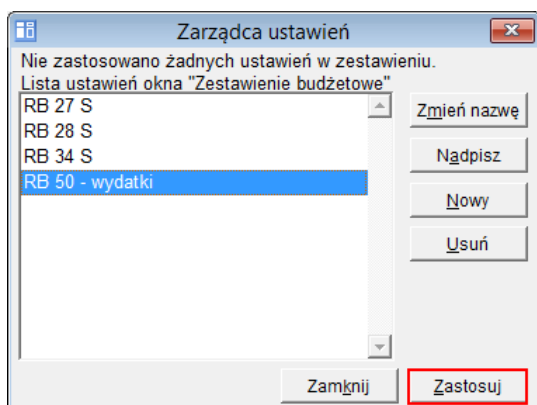 Zarządca ustawień
Nie zastosowano żadnych ustawień w zestawieniu.
Lista ustawień okna "Zestawienie budżetowe"
RB 27 S
RB 28 S
RB 34 S
RB 50 - wydatki
Zmień nazwę
Nadpisz
Nowy
Usuń
Zamknij
Zastosuj